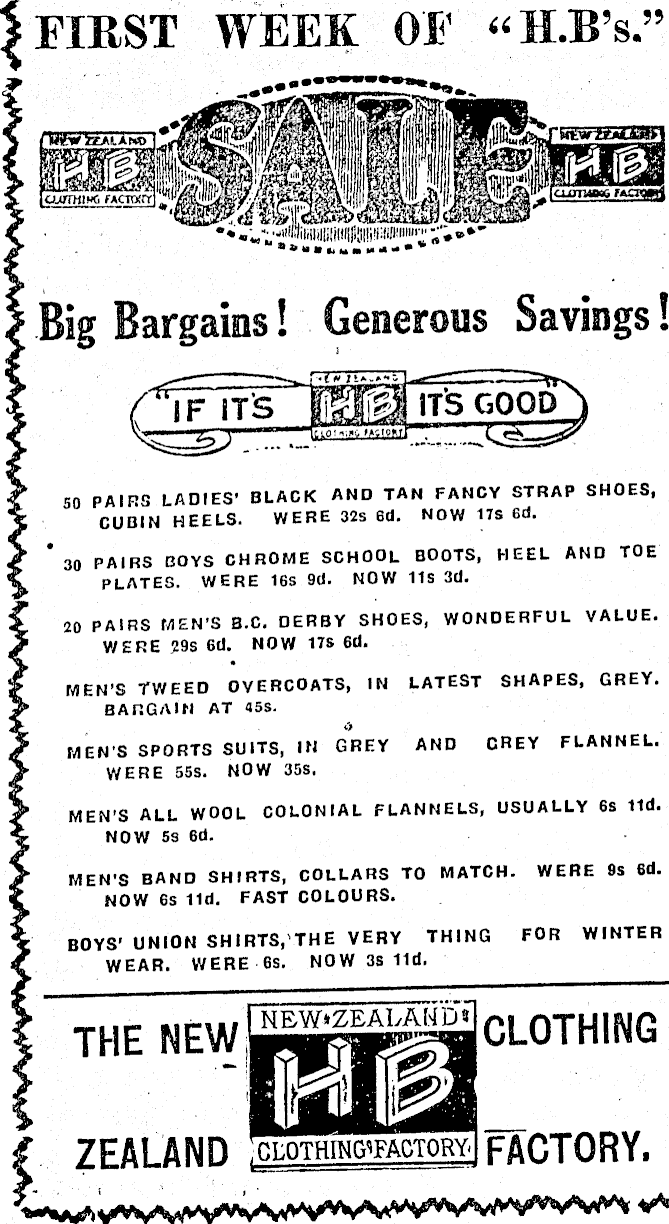 FIRST WEEK OF "H.B's."
NEW ZEALAND
HB
CLOTHING FACTORY
SALE
NEW ZEALAND
HB
CLOTHING FACTORY
Big Bargains! Generous Savings!
"IF IT'S
NEW ZEALAND
HB
CLOTHING FACTORY
IT'S GOOD"
50 PAIRS LADIES' BLACK AND TAN FANCY STRAP SHOES,
CUBIN HEELS. WERE 32s 6d. NOW 17s 6d.
30 PAIRS BOYS CHROME SCHOOL BOOTS, HEEL AND TOE
PLATES. WERE 16s 9d. NOW 11s 3d.
20 PAIRS MEN'S B.C. DERBY SHOES, WONDERFUL VALUE.
WERE 29s 6d. NOW 17s 6d.
MEN'S TWEED OVERCOATS, IN LATEST SHAPES, GREY.
BARGAIN AT 45s.
MEN'S SPORTS SUITS, IN GREY AND GREY FLANNEL.
WERE 55s. NOW 35s.
MEN'S ALL WOOL COLONIAL FLANNELS, USUALLY 6s 11d.
NOW 5s 6d.
MEN'S BAND SHIRTS, COLLARS TO MATCH. WERE 9s 6d.
NOW 6s 11d. FAST COLOURS.
BOYS' UNION SHIRTS, THE VERY THING FOR WINTER
WEAR. WERE 6s. NOW 3s 11d.
THE NEW
NEW ZEALAND
HB
CLOTHING FACTORY
CLOTHING
ZEALAND
FACTORY.